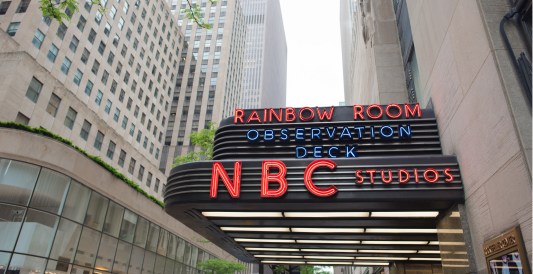 RAINBOW ROOM
OBSERVATION
DECK
NBC STUDIOS